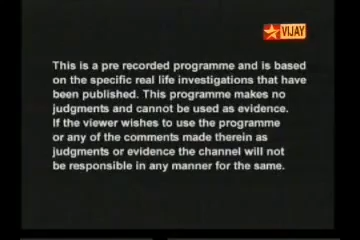 VIJAY
This is a pre recorded programme and is based
on the specific real life investigations that have
been published. This programme makes no
judgments and cannot be used as evidence.
If the viewer wishes to use the programme
or any of the comments made therein as
judgments or evidence the channel will not
be responsible in any manner for the same.